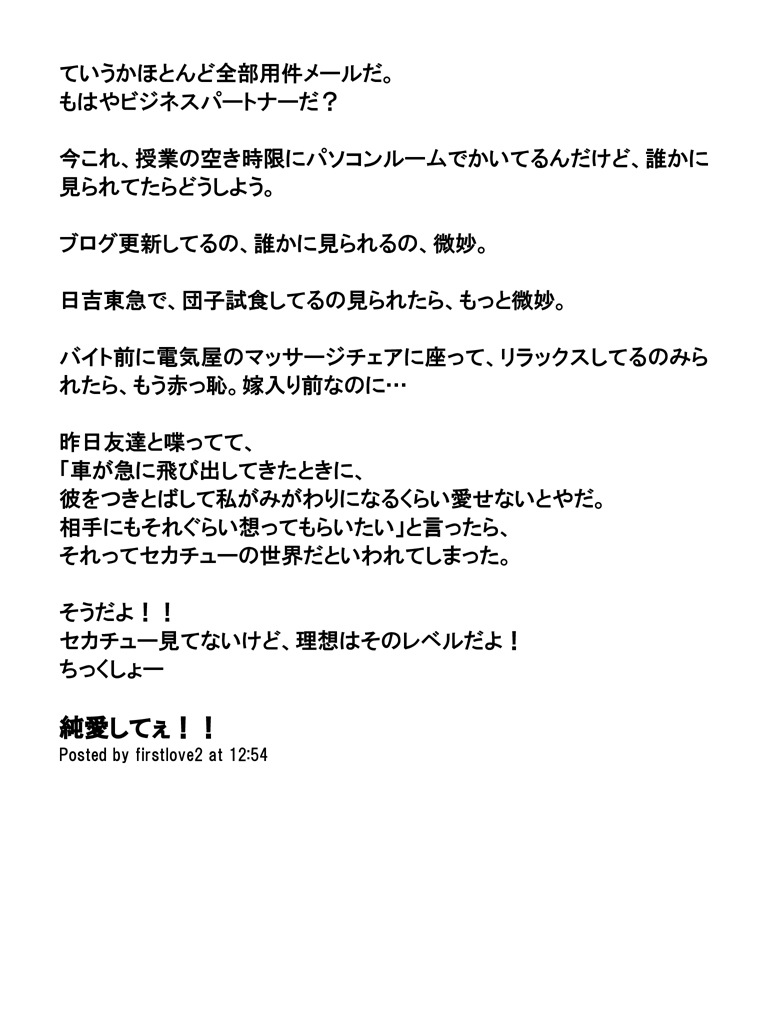 ていうかほとんど全部用件メールだ。
もはやビジネスパートナーだ？
今これ、授業の空き時限にパソコンルームでかいてるんだけど、誰かに
見られてたらどうしよう。
ブログ更新してるの、誰かに見られるの、微妙。
日吉東急で、団子試食してるの見られたら、もっと微妙。
バイト前に電気屋のマッサージチェアに座って、リラックスしてるのみら
れたら、もう赤っ恥。嫁入り前なのに…
昨日友達と喋ってて、
「車が急に飛び出してきたときに、
彼をつきとばして私がみがわりになるくらい愛せないとやだ。
相手にもそれぐらい想ってもらいたい」と言ったら、
それってセカチューの世界だといわれてしまった。
そうだよ！！
セカチュー見てないけど、理想はそのレベルだよ！
ちっくしょー
純愛してぇ！！
Posted by firstlove2 at 12:54